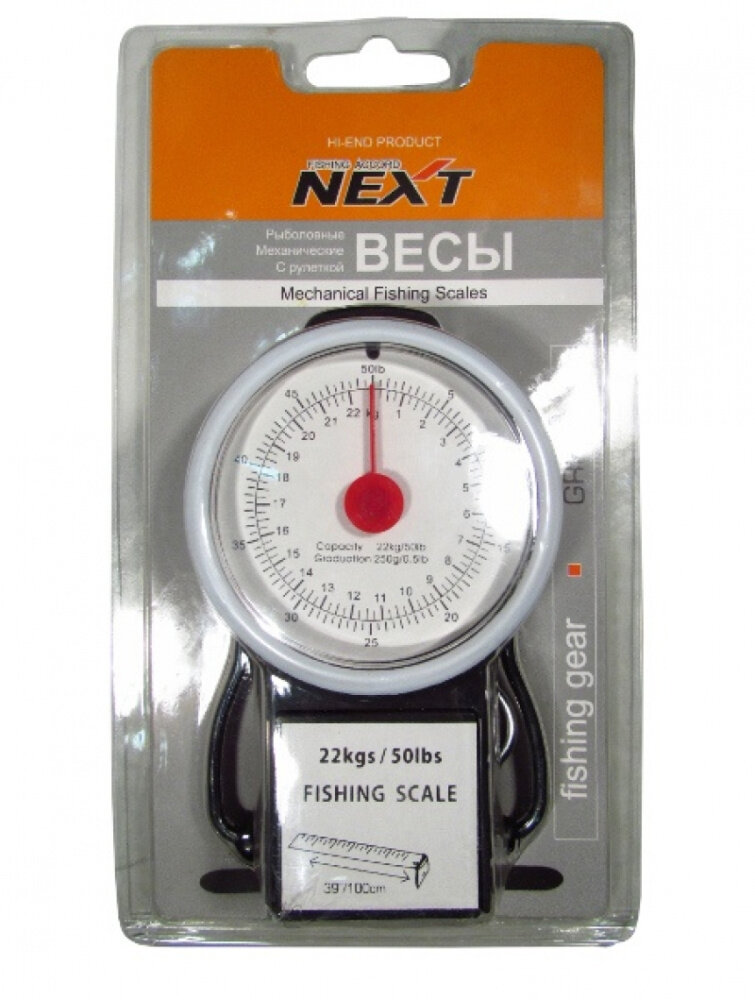 HI-END PRODUCT
FISHING ACCORD
NEXT
Рыболовные
Механические
С рулеткой
ВЕСЫ
Mechanical Fishing Scales
50lb
5
15
20
25
30
35
40
45
kg
1
2
3
4
5
6
7
8
9
10
11
12
13
14
15
16
17
18
19
20
21
22
Capacity 22kg/50lb
Graduation 250g/0.5lb
fishing gear
22kgs / 50lbs
FISHING SCALE
39"/100cm